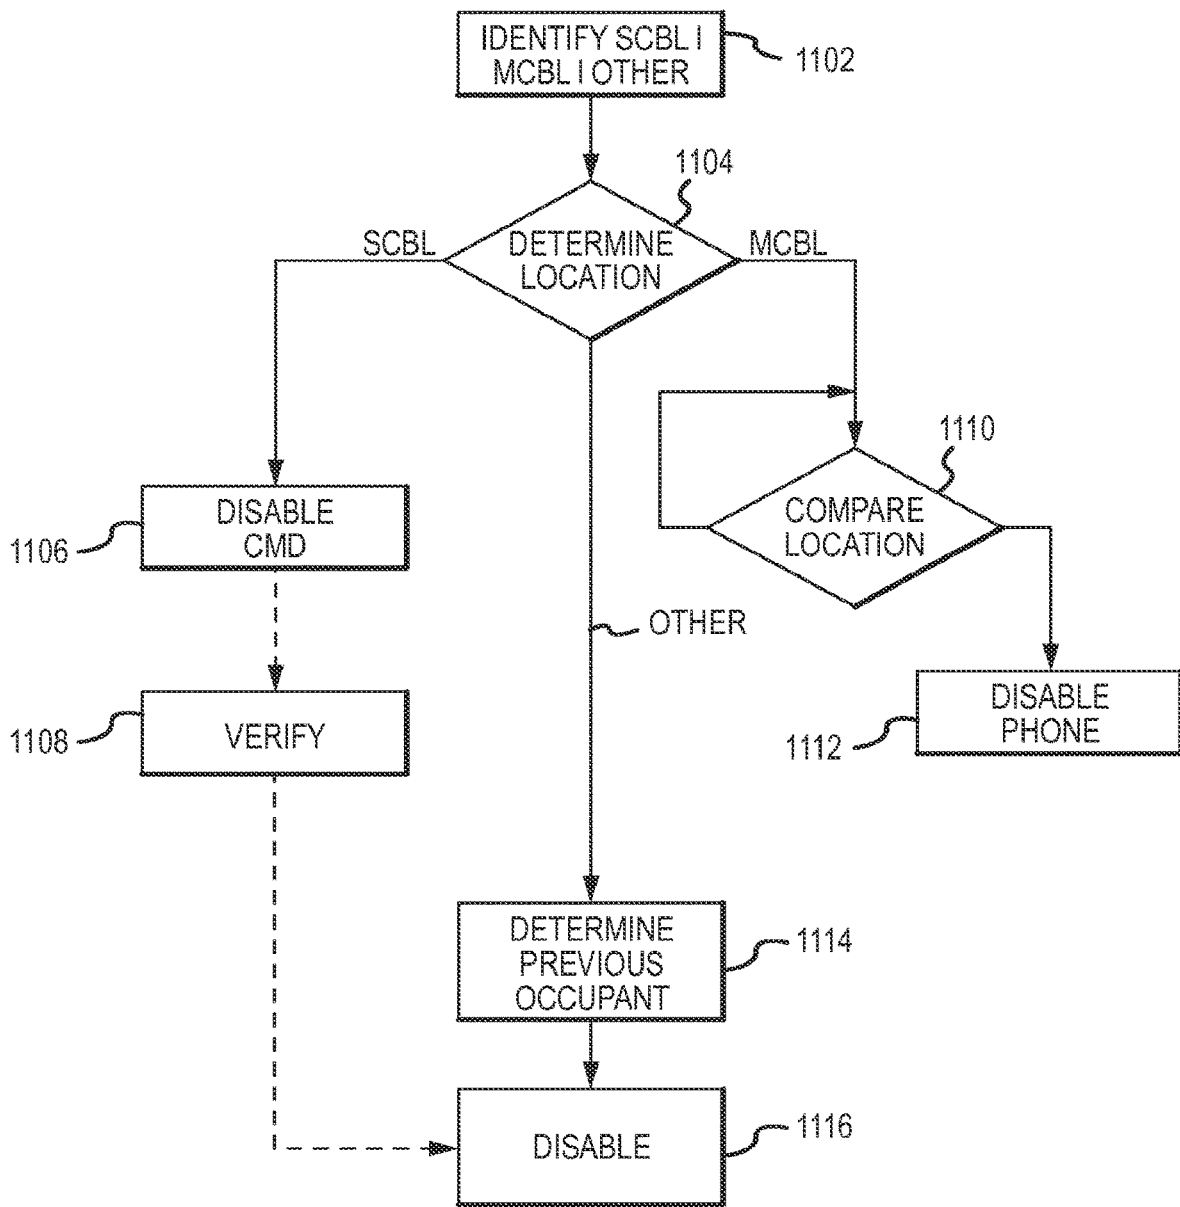 IDENTIFY SCBL I
MCBL I OTHER
1102
1104
SCBL
DETERMINE
LOCATION
MCBL
1110
COMPARE
LOCATION
DISABLE
CMD
1106
OTHER
DISABLE
PHONE
1112
VERIFY
1108
DETERMINE
PREVIOUS
OCCUPANT
1114
DISABLE
1116